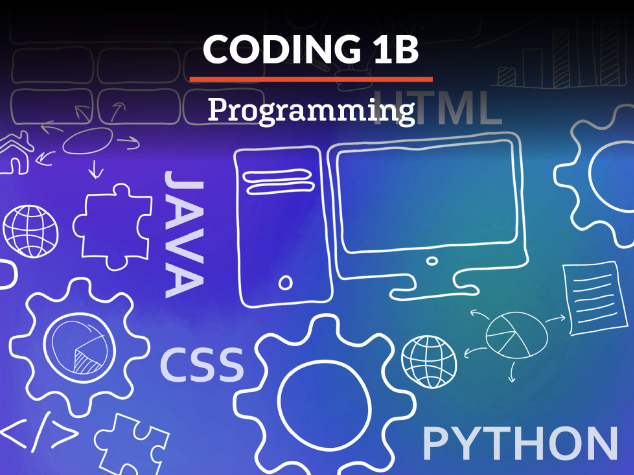 CODING 1B
Programming
HTML
JAVA
CSS
</>
PYTHON